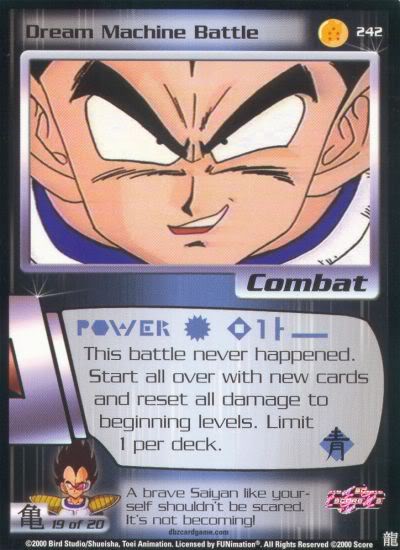 Dream Machine Battle 242
Combat
POWER
This battle never happened.
Start all over with new cards
and reset all damage to
beginning levels. Limit
1 per deck.
青
SCORE
A brave Saiyan like your-
self shouldn't be scared.
It's not becoming!
亀 19 of 20
龍
dbzcardgame.com
©2000 Bird Studio/Shueisha, Toei Animation. Licensed by FUNimation®. All Rights Reserved ©2000 Score